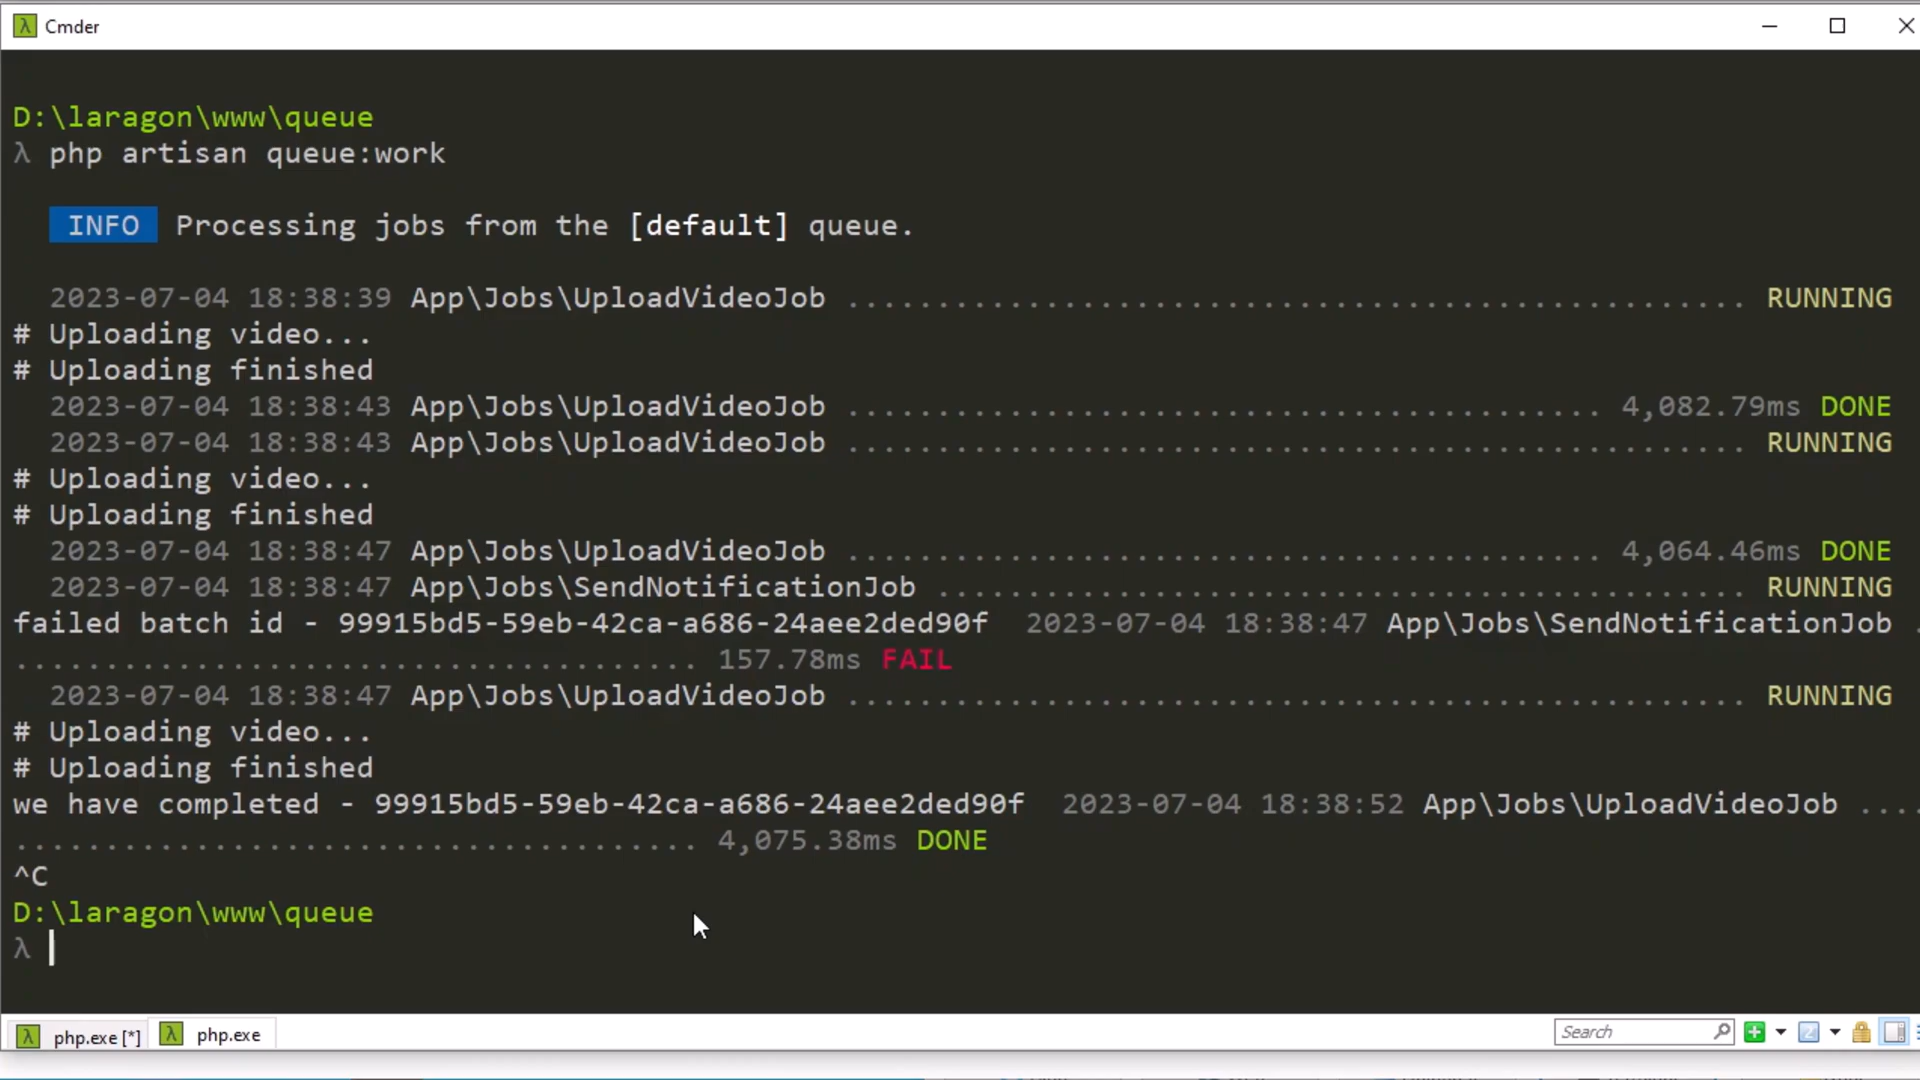 Cmder
D:\laragon\www\queue
λ php artisan queue:work
INFO Processing jobs from the [default] queue.
2023-07-04 18:38:39 App\Jobs\UploadVideoJob .................................................. RUNNING
# Uploading video...
# Uploading finished
2023-07-04 18:38:43 App\Jobs\UploadVideoJob .......................................... 4,082.79ms DONE
2023-07-04 18:38:43 App\Jobs\UploadVideoJob .................................................. RUNNING
# Uploading video...
# Uploading finished
2023-07-04 18:38:47 App\Jobs\UploadVideoJob .......................................... 4,064.46ms DONE
2023-07-04 18:38:47 App\Jobs\SendNotificationJob ............................................. RUNNING
failed batch id - 99915bd5-59eb-42ca-a686-24aee2ded90f  2023-07-04 18:38:47 App\Jobs\SendNotificationJob .
...................................... 157.78ms FAIL
2023-07-04 18:38:47 App\Jobs\UploadVideoJob .................................................. RUNNING
# Uploading video...
# Uploading finished
we have completed - 99915bd5-59eb-42ca-a686-24aee2ded90f  2023-07-04 18:38:52 App\Jobs\UploadVideoJob ....
...................................... 4,075.38ms DONE
^C
D:\laragon\www\queue
λ
php.exe [*] php.exe Search